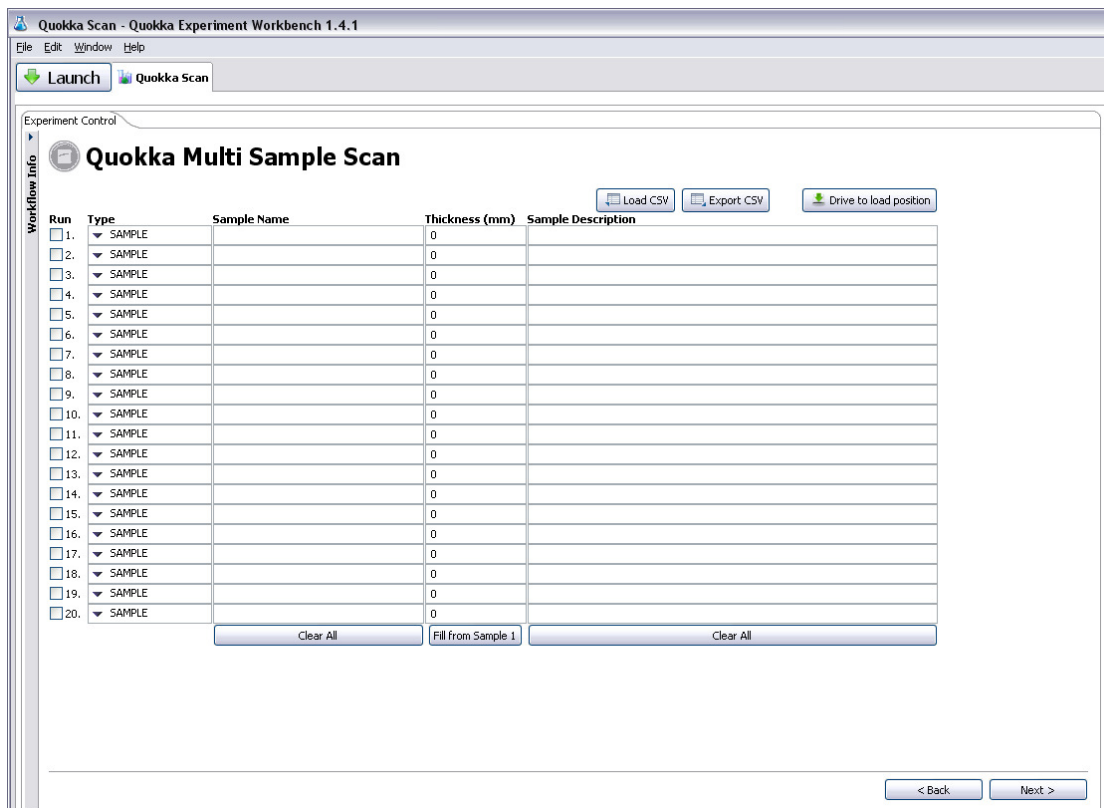 Quokka Scan - Quokka Experiment Workbench 1.4.1
File Edit Window Help
Launch Quokka Scan
Experiment Control
Workflow Info
Quokka Multi Sample Scan
Load CSV Export CSV Drive to load position
Run Type Sample Name Thickness (mm) Sample Description
1. SAMPLE 0
2. SAMPLE 0
3. SAMPLE 0
4. SAMPLE 0
5. SAMPLE 0
6. SAMPLE 0
7. SAMPLE 0
8. SAMPLE 0
9. SAMPLE 0
10. SAMPLE 0
11. SAMPLE 0
12. SAMPLE 0
13. SAMPLE 0
14. SAMPLE 0
15. SAMPLE 0
16. SAMPLE 0
17. SAMPLE 0
18. SAMPLE 0
19. SAMPLE 0
20. SAMPLE 0
Clear All Fill from Sample 1 Clear All
< Back Next >